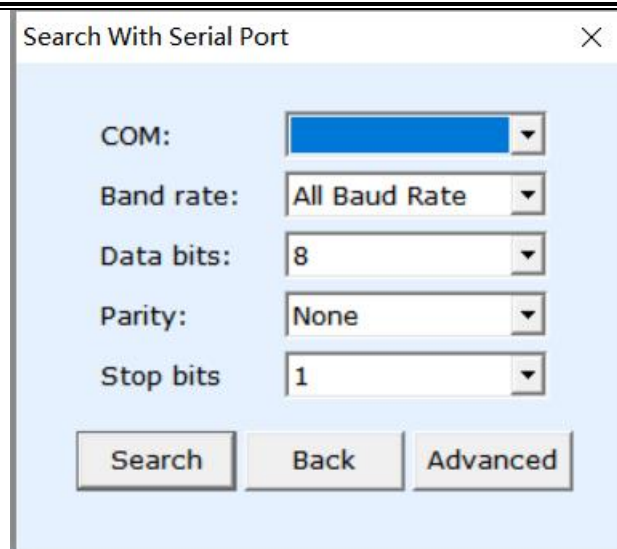 Search With Serial Port
COM:
Band rate: All Baud Rate
Data bits: 8
Parity: None
Stop bits 1
Search Back Advanced